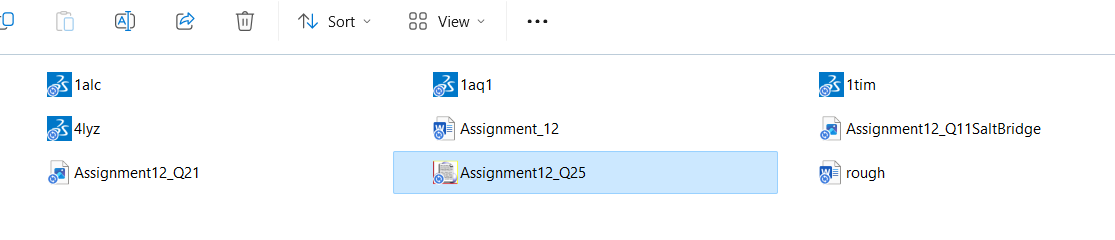 Sort View
1alc 1aq1 1tim
4lyz Assignment_12 Assignment12_Q11SaltBridge
Assignment12_Q21 Assignment12_Q25 rough